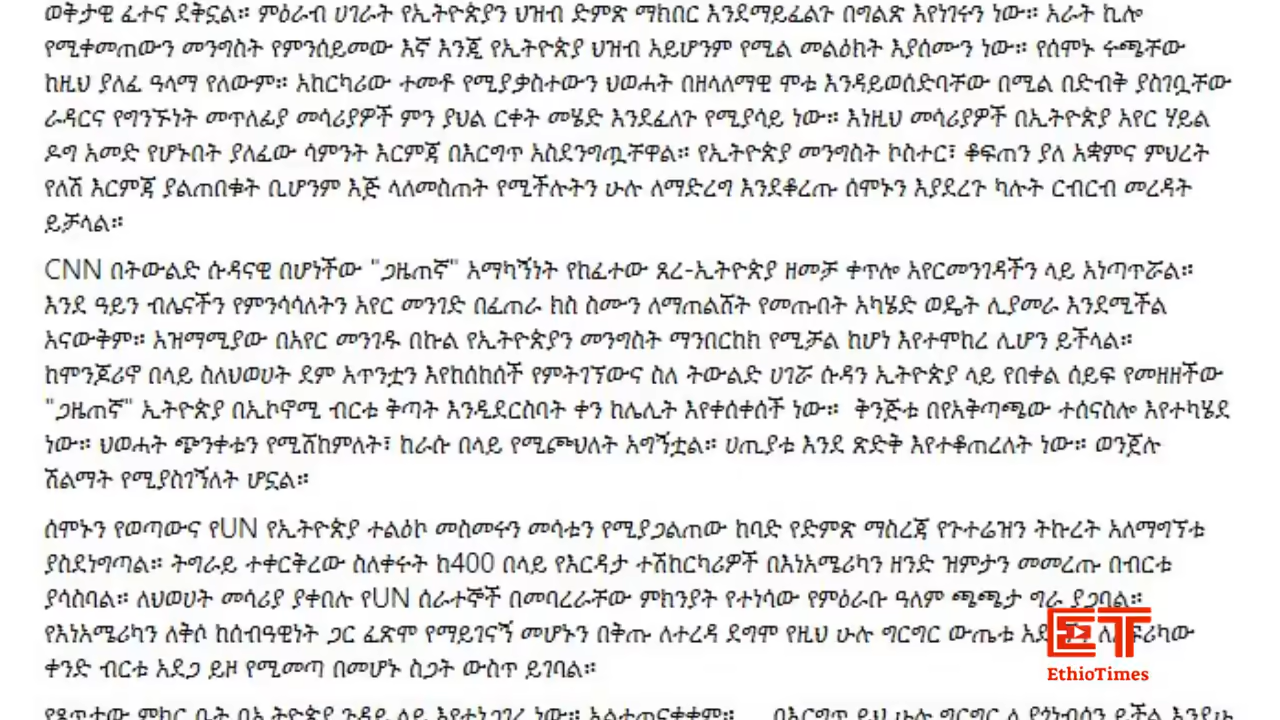 ወቅታዊ ፈተና ደቅኗል። ምዕራብ ሀገራት የኢትዮጵያን ህዝብ ድምጽ ማክበር እንደማይፈልጉ በግልጽ እየነገሩን ነው። አራት ኪሎ
የሚቀመጠውን መንግስት የምንሰይመው እኛ እንጂ የኢትዮጵያ ህዝብ አይሆንም የሚል መልዕክት እያሰሙን ነው። የሰሞኑ ሩጫቸው
ከዚህ ያለፈ ዓላማ የለውም። አከርካሪው ተመቶ የሚያቃስተውን ህወሐት በዘላለማዊ ሞቱ እንዳይወሰድባቸው በሚል በድብቅ ያስገቧቸው
ራዳርና የግንኙነት መጥለፊያ መሳሪያዎች ምን ያህል ርቀት መሄድ እንደፈለጉ የሚያሳይ ነው። እነዚህ መሳሪያዎች በኢትዮጵያ አየር ሃይል
ዶግ አመድ የሆኑበት ያለፈው ሳምንት እርምጃ በእርግጥ አስደንግጧቸዋል። የኢትዮጵያ መንግስት ኮስተር፣ ቆፍጠን ያለ አቋምና ምህረት
የለሽ እርምጃ ያልጠበቁት ቢሆንም እጅ ላለመስጠት የሚችሉትን ሁሉ ለማድረግ እንደቆረጡ ሰሞኑን እያደረጉ ካሉት ርብርብ መረዳት
ይቻላል።
CNN በትውልድ ሱዳናዊ በሆነችው "ጋዜጠኛ" አማካኝነት የከፈተው ጸረ-ኢትዮጵያ ዘመቻ ቀጥሎ አየርመንገዳችን ላይ አነጣጥሯል።
እንደ ዓይን ብሌናችን የምንሳሳለትን አየር መንገድ በፈጠራ ክስ ስሙን ለማጠልሸት የመጡበት አካሄድ ወዴት ሊያመራ እንደሚችል
አናውቅም። አዝማሚያው በአየር መንገዱ በኩል የኢትዮጵያን መንግስት ማንበርከክ የሚቻል ከሆነ እየተሞከረ ሊሆን ይችላል።
ከሞንጆሪኖ በላይ ስለህወሀት ደም አጥንቷን እየከሰከሰች የምትገኘውና ስለ ትውልድ ሀገሯ ሱዳን ኢትዮጵያ ላይ የበቀል ሰይፍ የመዘዘችው
"ጋዜጠኛ" ኢትዮጵያ በኢኮኖሚ ብርቱ ቅጣት እንዲደርስባት ቀን ከሌሊት እየቀሰቀሰች ነው። ቅንጅቱ በየአቅጣጫው ተሰናስሎ እየተካሄደ
ነው። ህወሐት ጭንቀቱን የሚሸከምለት፣ ከራሱ በላይ የሚጮህለት አግኝቷል። ሀጢያቱ እንደ ጽድቅ እየተቆጠረለት ነው። ወንጀሉ
ሽልማት የሚያስገኝለት ሆኗል።
ሰሞኑን የወጣውና የUN የኢትዮጵያ ተልዕኮ መስመሩን መሳቱን የሚያጋልጠው ከባድ የድምጽ ማስረጃ የጉተሬዝን ትኩረት አለማግኘቱ
ያስደነግጣል። ትግራይ ተቀርቅረው ስለቀሩት ከ400 በላይ የእርዳታ ተሽከርካሪዎች በእነአሜሪካን ዘንድ ዝምታን መመረጡ በብርቱ
ያሳስባል። ለህወሀት መሳሪያ ያቀበሉ የUN ሰራተኞች በመባረራቸው ምክንያት የተነሳው የምዕራቡ ዓለም ጫጫታ ግራ ያጋባል።
የእነአሜሪካን ለቅሶ ከሰብዓዊነት ጋር ፈጽሞ የማይገናኝ መሆኑን በቅጡ ለተረዳ ደግሞ የዚህ ሁሉ ግርግር ውጤቱ
ቀንድ ብርቱ አደጋ ይዞ የሚመጣ በመሆኑ ስጋት ውስጥ ይገባል።
ET
EthioTimes